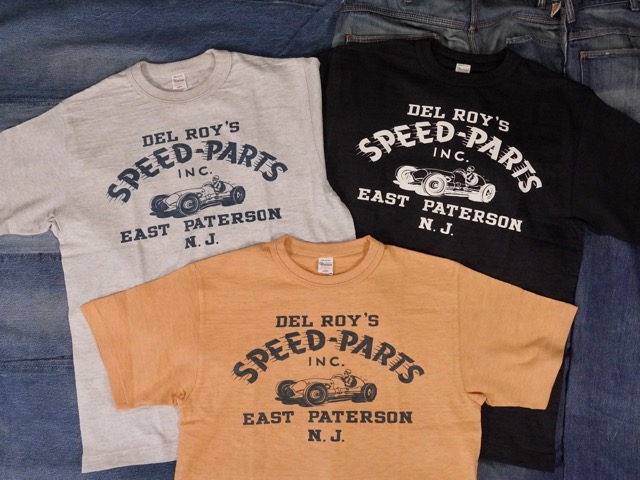 DEL ROY'S
SPEED-PARTS
INC.
EAST PATERSON
N.J.
DEL ROY'S
SPEED-PARTS
INC.
EAST PATERSON
N.J.
DEL ROY'S
SPEED-PARTS
INC.
EAST PATERSON
N.J.